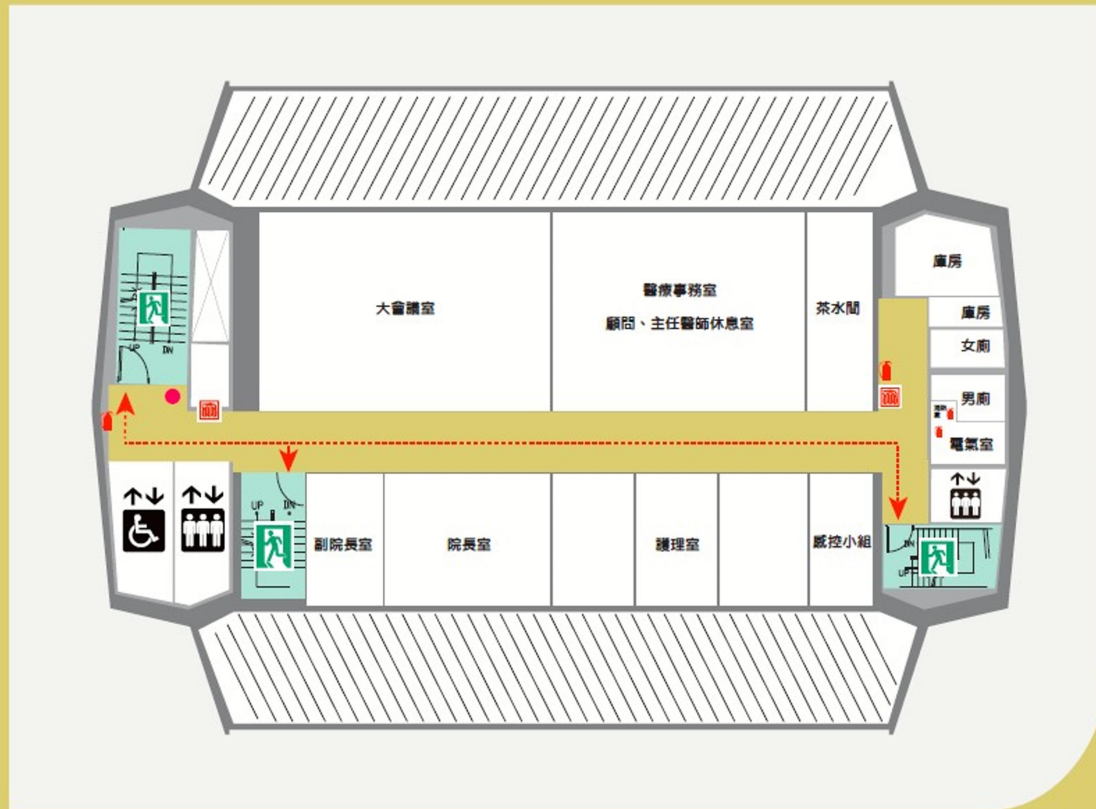 庫房
大會議室
醫療事務室
顧問、主任醫師休息室
茶水間
庫房
女廁
男廁
電氣室
UP DN
UP DN
副院長室
院長室
護理室
感控小組
DN
UP